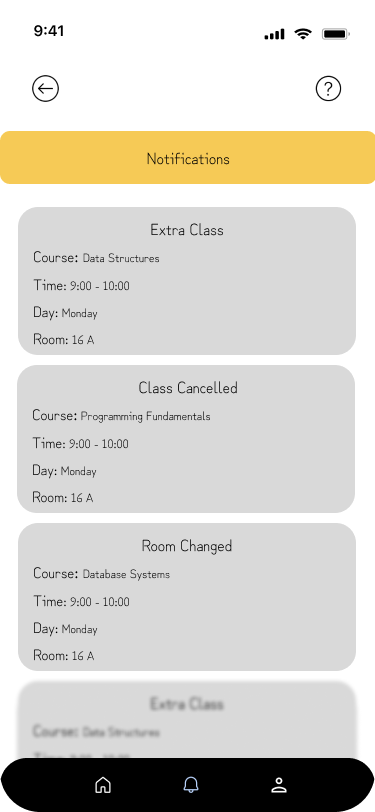 9:41
?
Notifications
Extra Class
Course: Data Structures
Time: 9:00 - 10:00
Day: Monday
Room: 16 A
Class Cancelled
Course: Programming Fundamentals
Time: 9:00 - 10:00
Day: Monday
Room: 16 A
Room Changed
Course: Database Systems
Time: 9:00 - 10:00
Day: Monday
Room: 16 A
Extra Class
Course: Data Structures